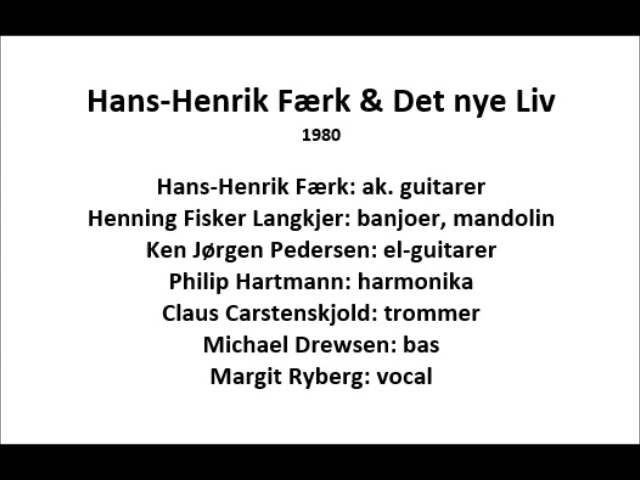 Hans-Henrik Færk & Det nye Liv
1980
Hans-Henrik Færk: ak. guitarer
Henning Fisker Langkjer: banjoer, mandolin
Ken Jørgen Pedersen: el-guitarer
Philip Hartmann: harmonika
Claus Carstenskjold: trommer
Michael Drewsen: bas
Margit Ryberg: vocal